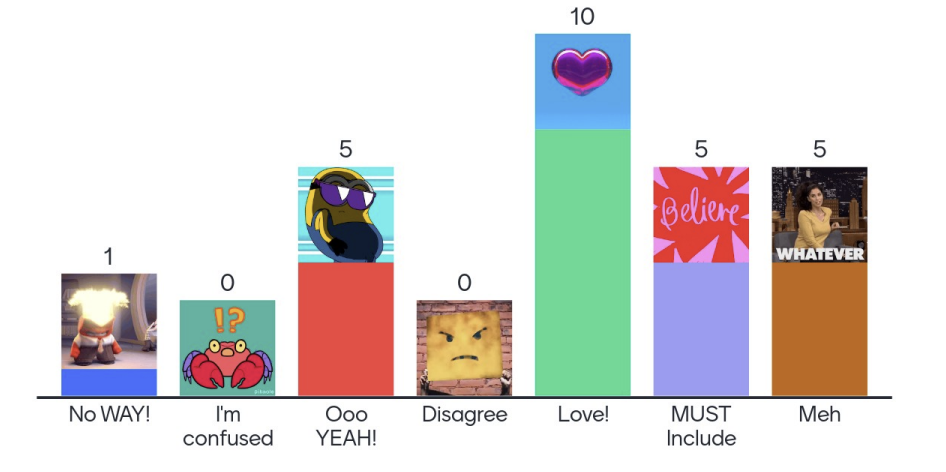 10
5
5
5
1
0
0
!?
Believe
WHATEVER
No WAY!
I'm
confused
Ooo
YEAH!
Disagree
Love!
MUST
Include
Meh